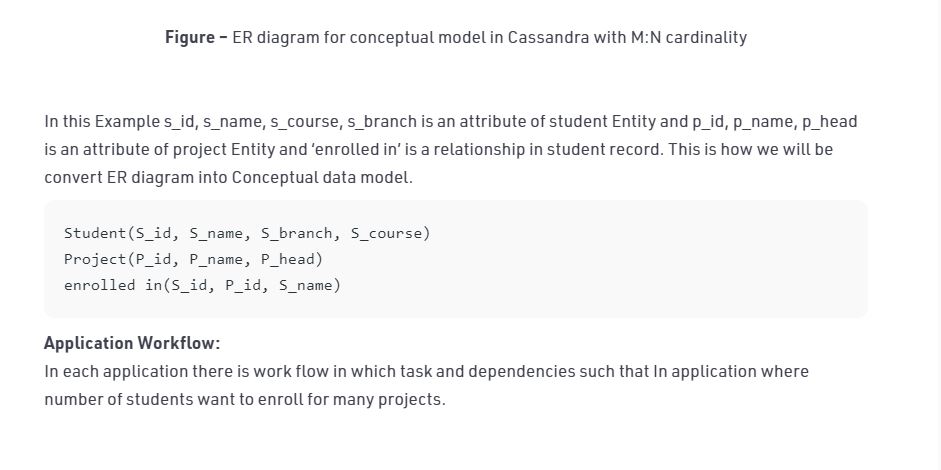 Figure – ER diagram for conceptual model in Cassandra with M:N cardinality
In this Example s_id, s_name, s_course, s_branch is an attribute of student Entity and p_id, p_name, p_head
is an attribute of project Entity and ‘enrolled in’ is a relationship in student record. This is how we will be
convert ER diagram into Conceptual data model.
Student(S_id, S_name, S_branch, S_course)
Project(P_id, P_name, P_head)
enrolled in(S_id, P_id, S_name)
Application Workflow:
In each application there is work flow in which task and dependencies such that In application where
number of students want to enroll for many projects.